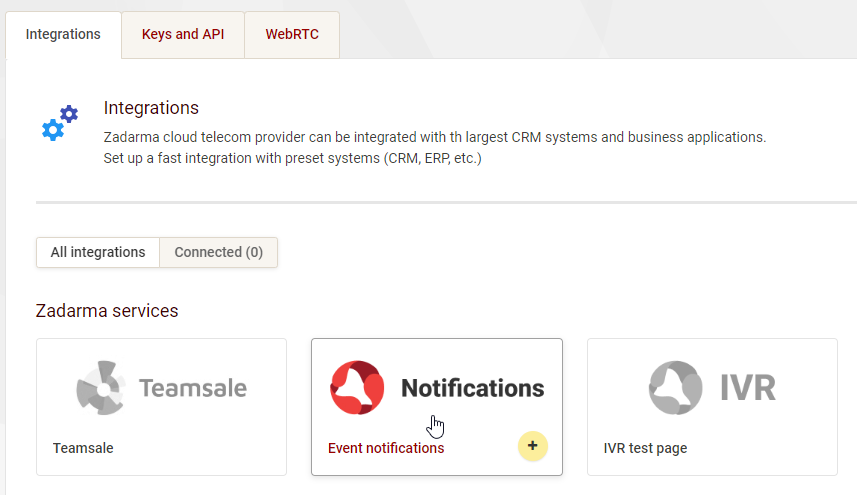 Integrations
Keys and API
WebRTC
Integrations
Zadarma cloud telecom provider can be integrated with th largest CRM systems and business applications.
Set up a fast integration with preset systems (CRM, ERP, etc.)
All integrations
Connected (0)
Zadarma services
Teamsale
Teamsale
Notifications
Event notifications
+
IVR
IVR test page